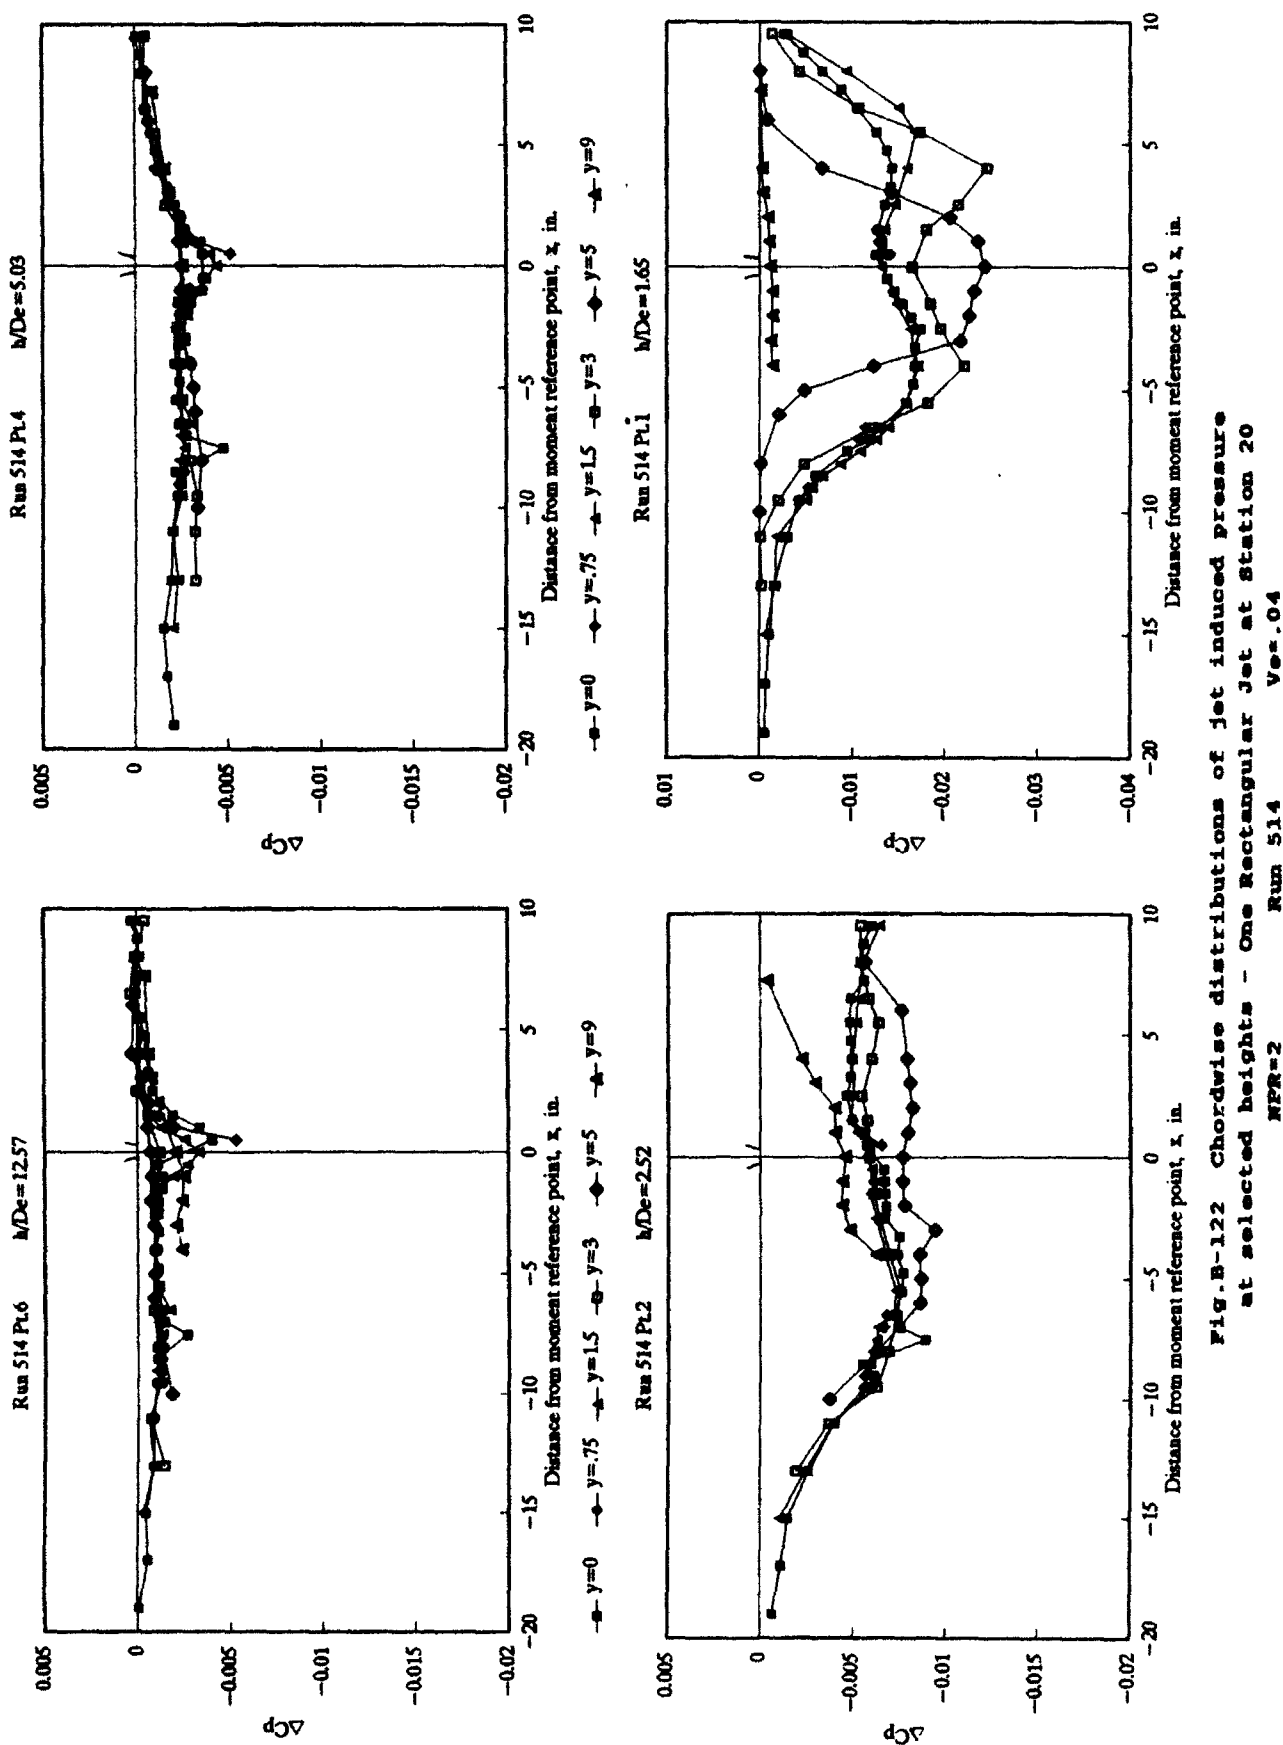 Run 514 Pt.6 h/De=12.57
ΔCp
0.005
0
−0.005
−0.01
−0.015
−0.02
−20 −15 −10 −5 0 5 10
Distance from moment reference point, x, in.
y=0 y=.75 y=1.5 y=3 y=5 y=9
Run 514 Pt.4 h/De=5.03
ΔCp
0.005
0
−0.005
−0.01
−0.015
−0.02
−20 −15 −10 −5 0 5 10
Distance from moment reference point, x, in.
y=0 y=.75 y=1.5 y=3 y=5 y=9
Run 514 Pt.2 h/De=2.52
ΔCp
0.005
0
−0.005
−0.01
−0.015
−0.02
−20 −15 −10 −5 0 5 10
Distance from moment reference point, x, in.
Run 514 Pt.1 h/De=1.65
ΔCp
0.01
0
−0.01
−0.02
−0.03
−0.04
−20 −15 −10 −5 0 5 10
Distance from moment reference point, x, in.
Fig.B-122 Chordwise distributions of jet induced pressure
at selected heights - One Rectangular Jet at Station 20
NPR=2 Run 514 Ve=.04